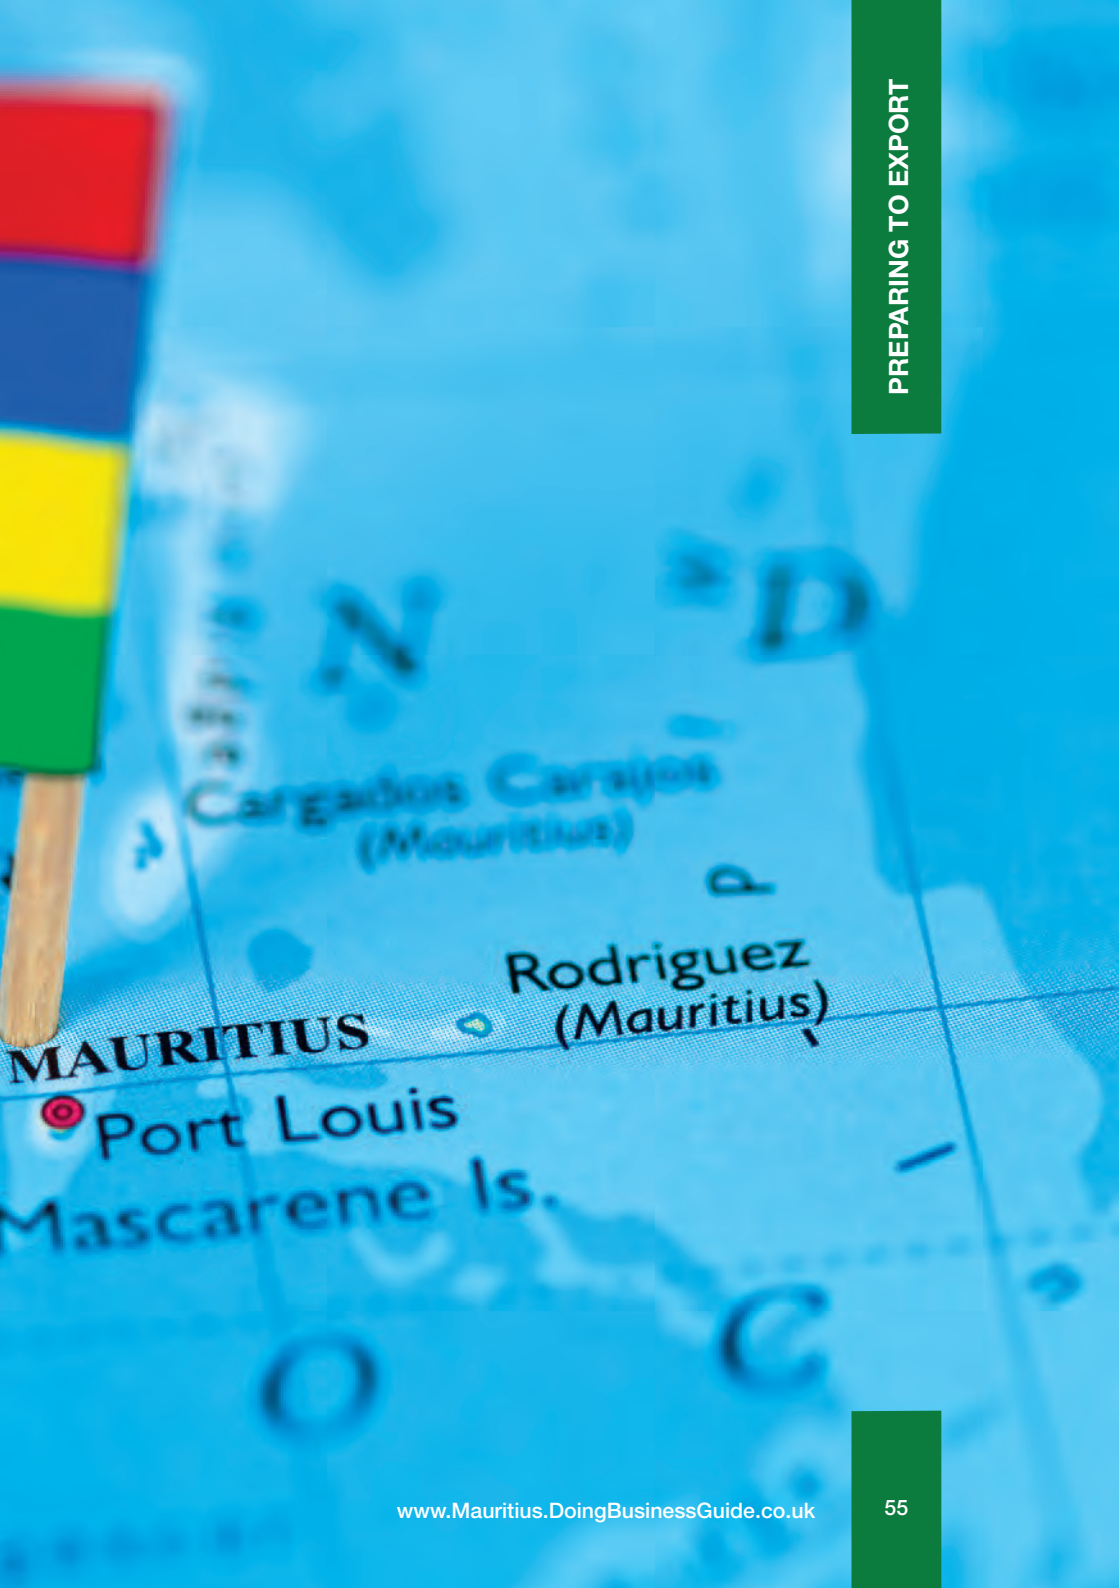 PREPARING TO EXPORT
N
D
Cargados Carajos
(Mauritius)
Rodriguez
(Mauritius)
MAURITIUS
Port Louis
Mascarene Is.
O
C
www.Mauritius.DoingBusinessGuide.co.uk
55